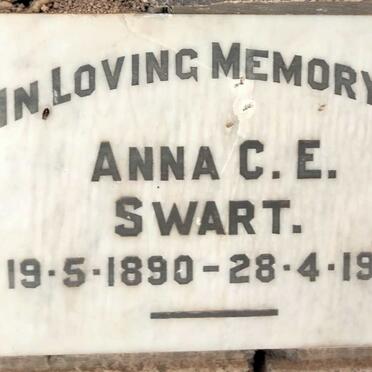 IN LOVING MEMORY
ANNA C. E.
SWART.
19·5·1890–28·4·19